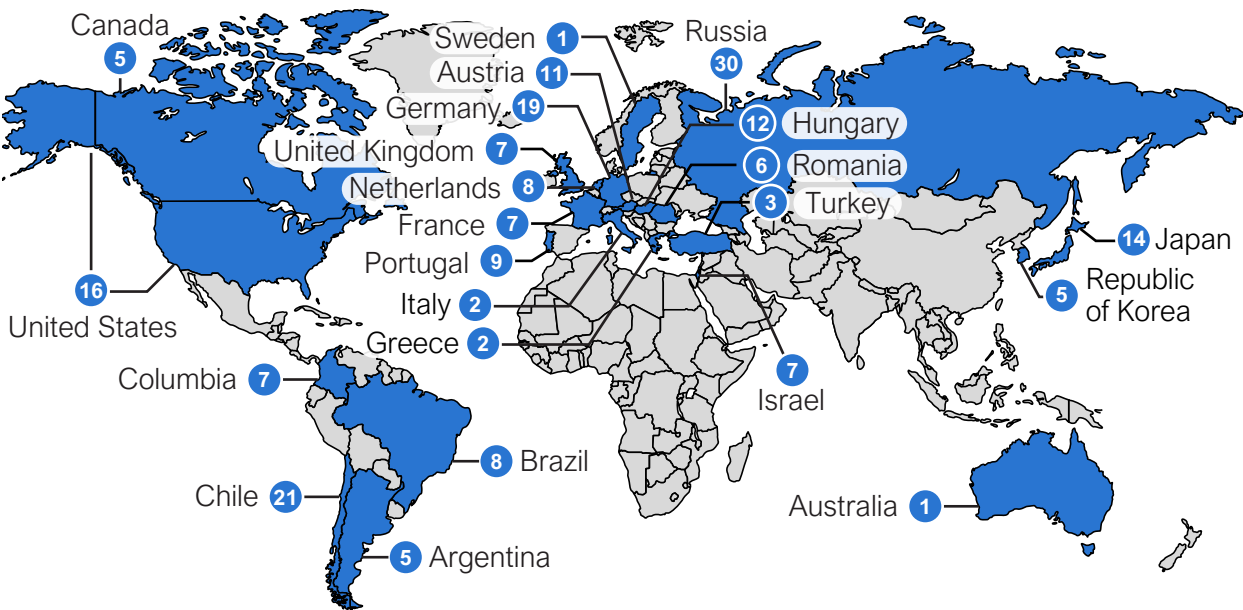 Canada
5
Sweden 1
Russia
30
Austria 11
Germany 19
12 Hungary
United Kingdom 7
6 Romania
Netherlands 8
3 Turkey
France 7
14 Japan
Portugal 9
16
United States
Italy 2
5 Republic
of Korea
Greece 2
7
Israel
Columbia 7
8 Brazil
Chile 21
Australia 1
5 Argentina